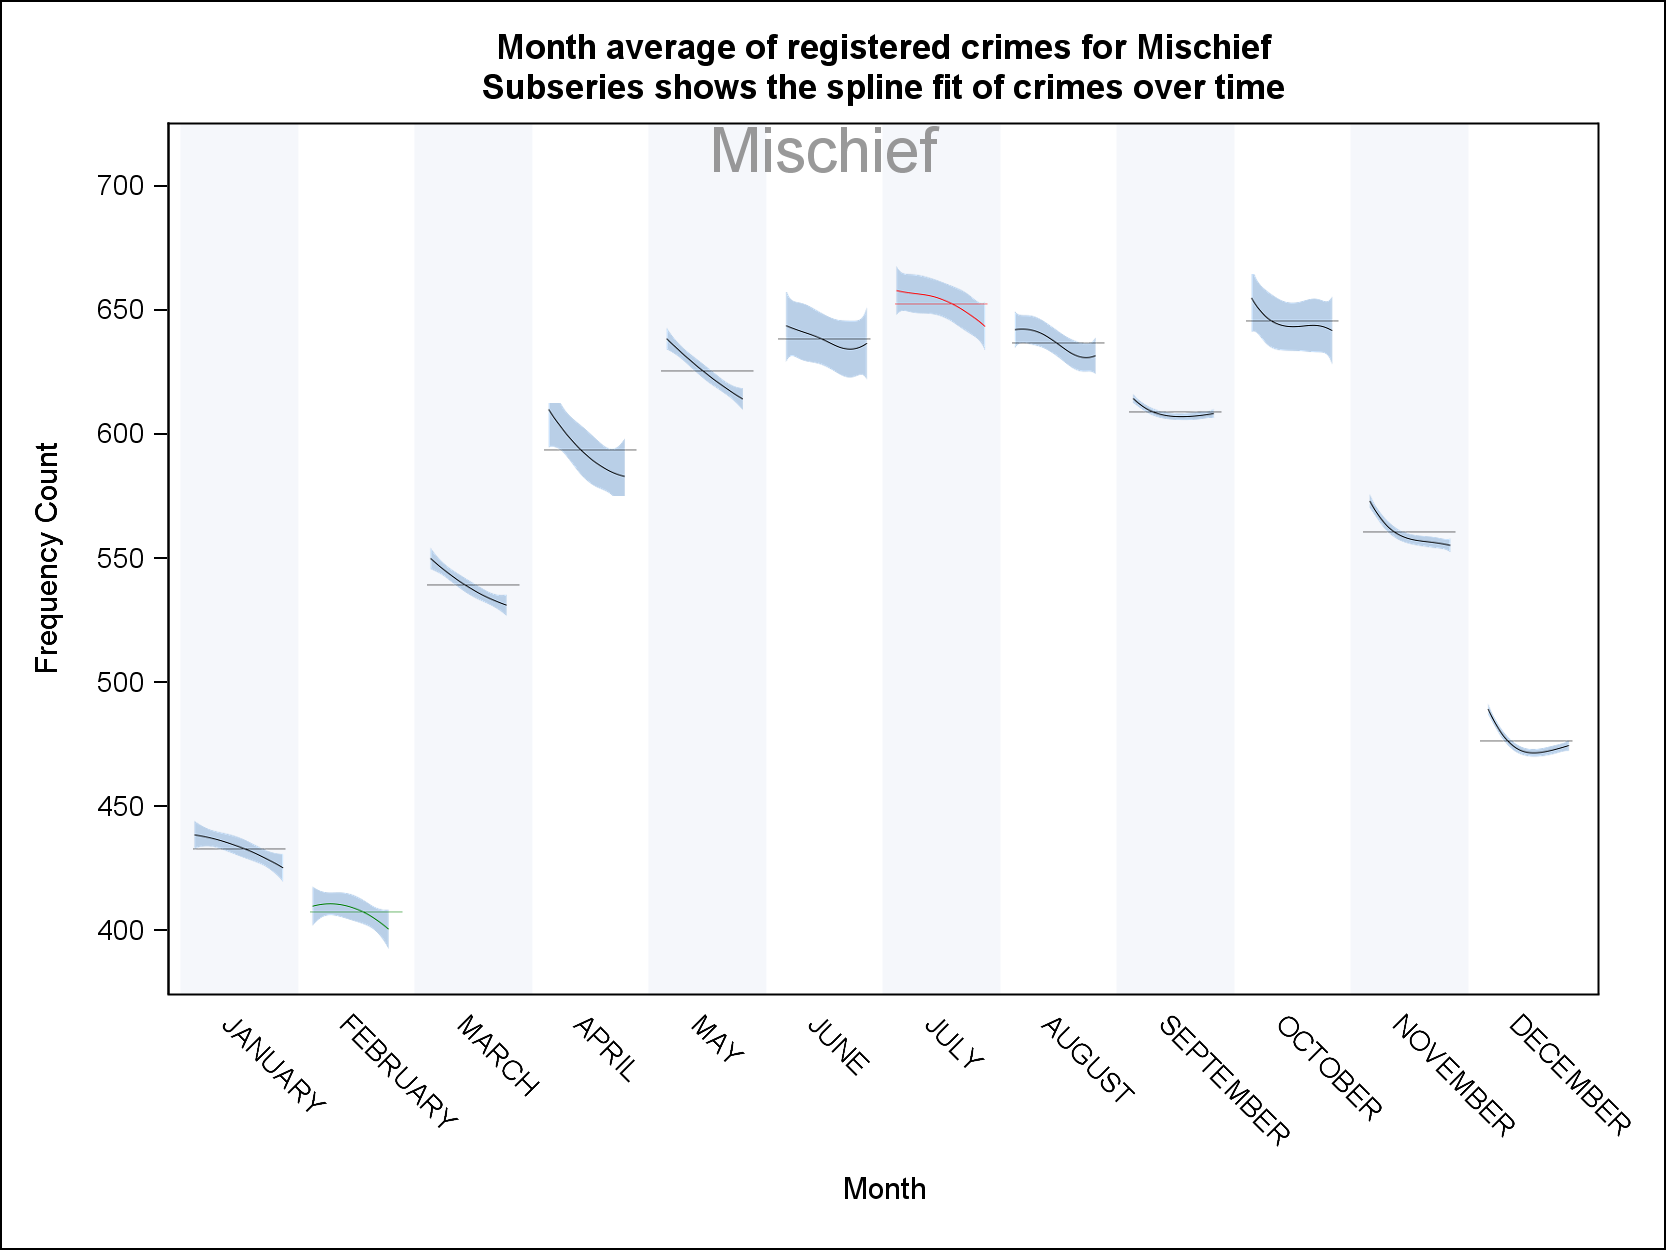 Month average of registered crimes for Mischief
Subseries shows the spline fit of crimes over time
Mischief
700
650
600
550
500
450
400
Frequency Count
JANUARY
FEBRUARY
MARCH
APRIL
MAY
JUNE
JULY
AUGUST
SEPTEMBER
OCTOBER
NOVEMBER
DECEMBER
Month